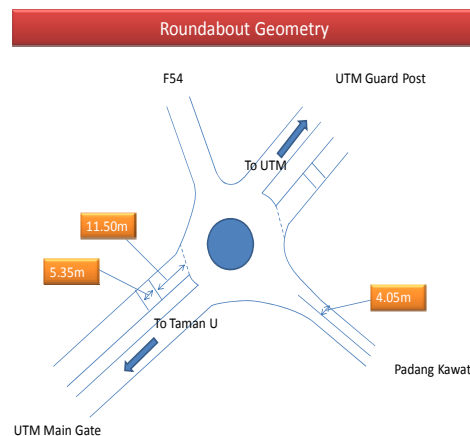 Roundabout Geometry
F54
UTM Guard Post
To UTM
11.50m
5.35m
4.05m
To Taman U
Padang Kawat
UTM Main Gate